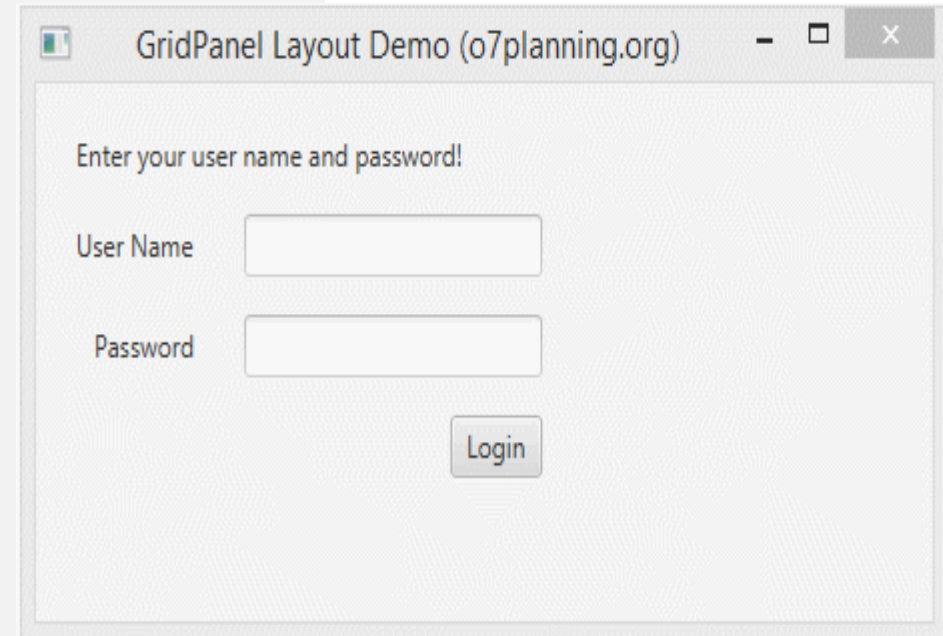 GridPanel Layout Demo (o7planning.org)
Enter your user name and password!
User Name
Password
Login